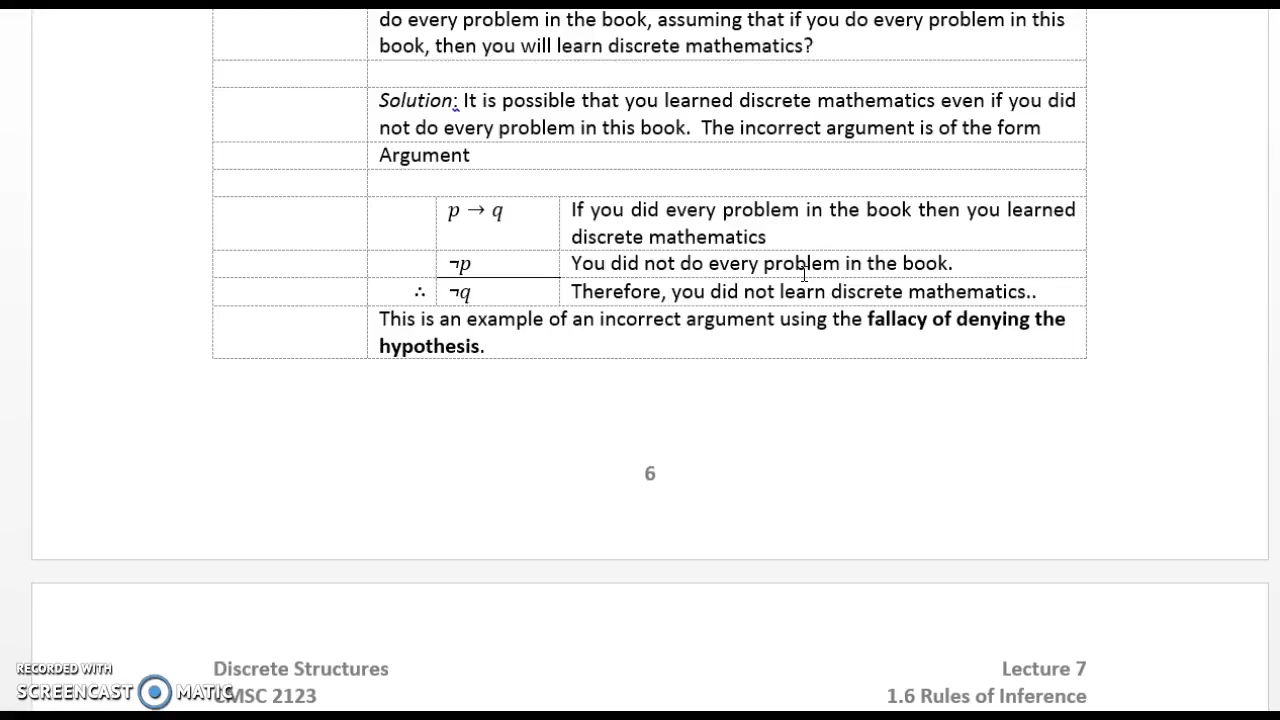 do every problem in the book, assuming that if you do every problem in this
book, then you will learn discrete mathematics?
Solution: It is possible that you learned discrete mathematics even if you did
not do every problem in this book. The incorrect argument is of the form
Argument
p → q If you did every problem in the book then you learned
discrete mathematics
¬p You did not do every problem in the book.
∴ ¬q Therefore, you did not learn discrete mathematics..
This is an example of an incorrect argument using the fallacy of denying the
hypothesis.
6
Discrete Structures Lecture 7
CMSC 2123 1.6 Rules of Inference
RECORDED WITH
SCREENCAST MATIC